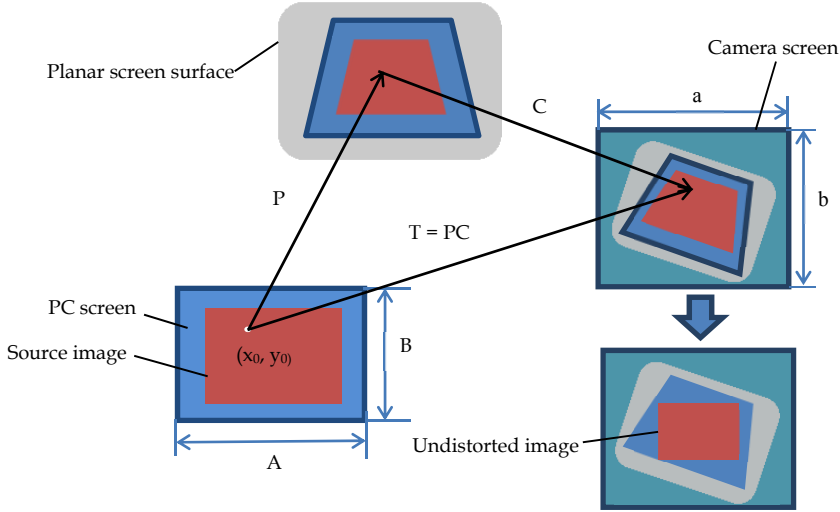 Planar screen surface
Camera screen
a
C
b
P
T = PC
PC screen
Source image
(x₀, y₀)
B
A
Undistorted image